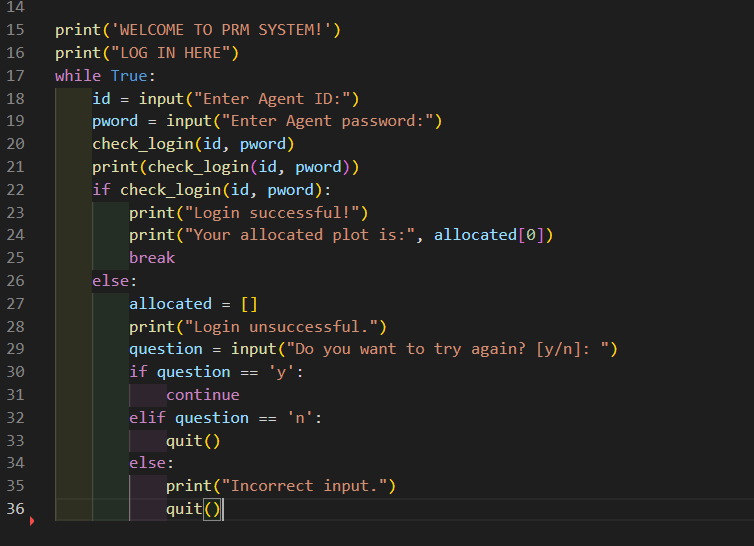 14
15 print('WELCOME TO PRM SYSTEM!')
16 print("LOG IN HERE")
17 while True:
18     id = input("Enter Agent ID:")
19     pword = input("Enter Agent password:")
20     check_login(id, pword)
21     print(check_login(id, pword))
22     if check_login(id, pword):
23         print("Login successful!")
24         print("Your allocated plot is:", allocated[0])
25         break
26     else:
27         allocated = []
28         print("Login unsuccessful.")
29         question = input("Do you want to try again? [y/n]: ")
30         if question == 'y':
31             continue
32         elif question == 'n':
33             quit()
34         else:
35             print("Incorrect input.")
36             quit()